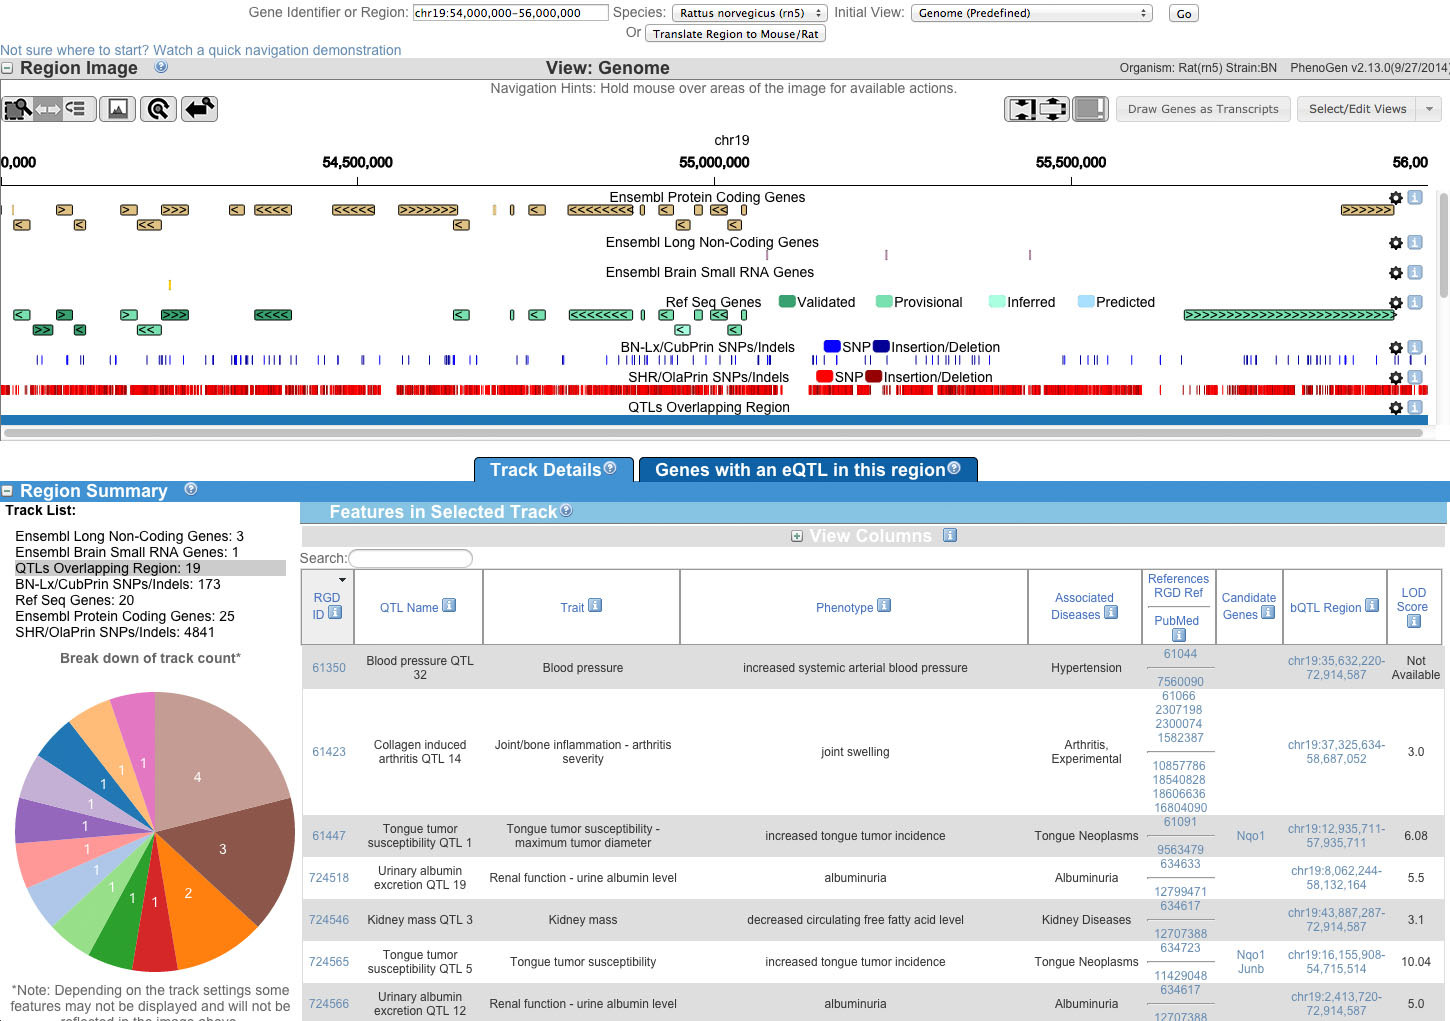 Gene Identifier or Region: chr19:54,000,000-56,000,000 Species: Rattus norvegicus (rn5) Initial View: Genome (Predefined) Go
Or Translate Region to Mouse/Rat
Not sure where to start? Watch a quick navigation demonstration
Region Image View: Genome Organism: Rat(rn5) Strain:BN PhenoGen v2.13.0(9/27/2014)
Navigation Hints: Hold mouse over areas of the image for available actions.
Draw Genes as Transcripts Select/Edit Views
chr19
0,000 54,500,000 55,000,000 55,500,000 56,00
Ensembl Protein Coding Genes
Ensembl Long Non-Coding Genes
Ensembl Brain Small RNA Genes
Ref Seq Genes Validated Provisional Inferred Predicted
BN-Lx/CubPrin SNPs/Indels SNP Insertion/Deletion
SHR/OlaPrin SNPs/Indels SNP Insertion/Deletion
QTLs Overlapping Region
Track Details Genes with an eQTL in this region
Region Summary
Track List:
Ensembl Long Non-Coding Genes: 3
Ensembl Brain Small RNA Genes: 1
QTLs Overlapping Region: 19
BN-Lx/CubPrin SNPs/Indels: 173
Ref Seq Genes: 20
Ensembl Protein Coding Genes: 25
SHR/OlaPrin SNPs/Indels: 4841
Break down of track count*
4
3
2
1
1
1
1
1
1
1
1
1
1
*Note: Depending on the track settings some
features may not be displayed and will not be
reflected in the image above.
Features in Selected Track
View Columns
Search:
RGD ID
QTL Name
Trait
Phenotype
Associated Diseases
References RGD Ref
PubMed
Candidate Genes
bQTL Region
LOD Score
61350
Blood pressure QTL
32
Blood pressure
increased systemic arterial blood pressure
Hypertension
61044
7560090
chr19:35,632,220-
72,914,587
Not
Available
61423
Collagen induced
arthritis QTL 14
Joint/bone inflammation - arthritis
severity
joint swelling
Arthritis,
Experimental
61066
2307198
2300074
1582387
10857786
18540828
18606636
16804090
chr19:37,325,634-
58,687,052
3.0
61447
Tongue tumor
susceptibility QTL 1
Tongue tumor susceptibility -
maximum tumor diameter
increased tongue tumor incidence
Tongue Neoplasms
61091
9563479
Nqo1
chr19:12,935,711-
57,935,711
6.08
724518
Urinary albumin
excretion QTL 19
Renal function - urine albumin level
albuminuria
Albuminuria
634633
12799471
chr19:8,062,244-
58,132,164
5.5
724546
Kidney mass QTL 3
Kidney mass
decreased circulating free fatty acid level
Kidney Diseases
634617
12707388
chr19:43,887,287-
72,914,587
3.1
724565
Tongue tumor
susceptibility QTL 5
Tongue tumor susceptibility
increased tongue tumor incidence
Tongue Neoplasms
634723
11429048
Nqo1
Junb
chr19:16,155,908-
54,715,514
10.04
724566
Urinary albumin
excretion QTL 12
Renal function - urine albumin level
albuminuria
Albuminuria
634617
12707388
chr19:2,413,720-
72,914,587
5.0